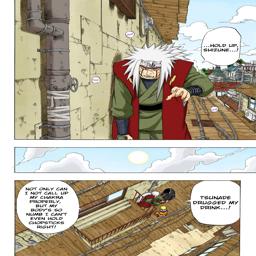 ...HOLD UP,
SHIZUNE...!
TSUNADE
DRUGGED MY
DRINK...!
NOT ONLY CAN
I NOT CALL UP
MY CHAKRA
PROPERLY,
BUT MY
BODY'S SO
NUMB I CAN'T
EVEN HOLD
CHOPSTICKS
RIGHT!